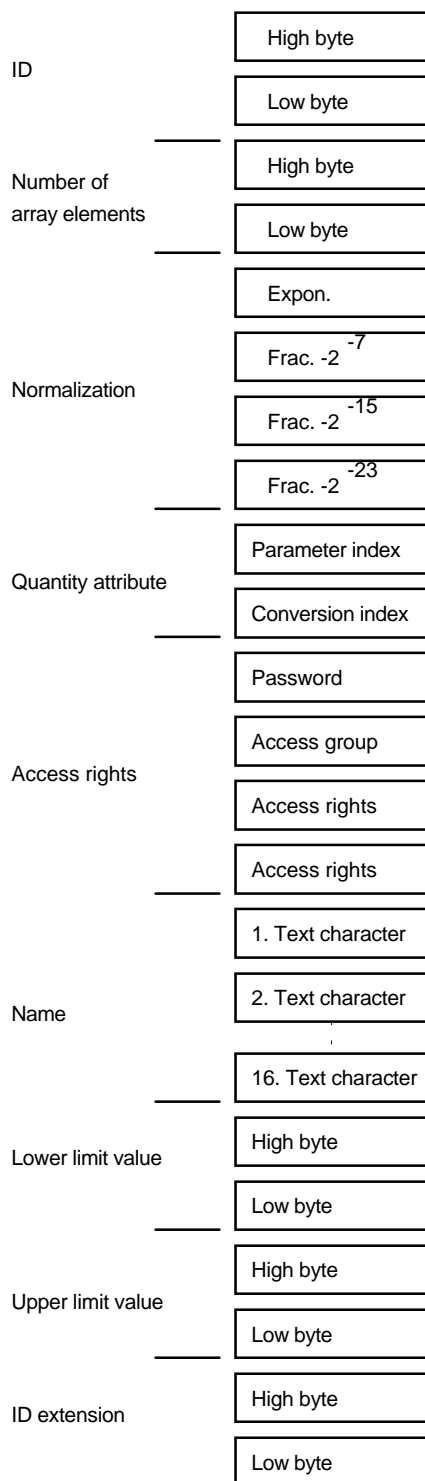 High byte
ID
Low byte
High byte
Number of
array elements
Low byte
Expon.
Frac. -2 -7
Normalization
Frac. -2 -15
Frac. -2 -23
Parameter index
Quantity attribute
Conversion index
Password
Access group
Access rights
Access rights
Access rights
1. Text character
2. Text character
Name
16. Text character
High byte
Lower limit value
Low byte
High byte
Upper limit value
Low byte
High byte
ID extension
Low byte